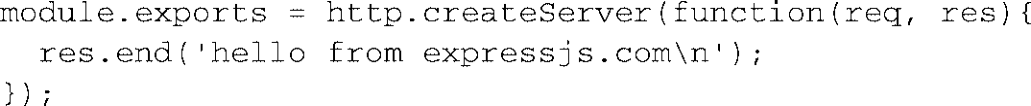 module.exports = http.createServer(function(req, res){
  res.end('hello from expressjs.com\n');
});